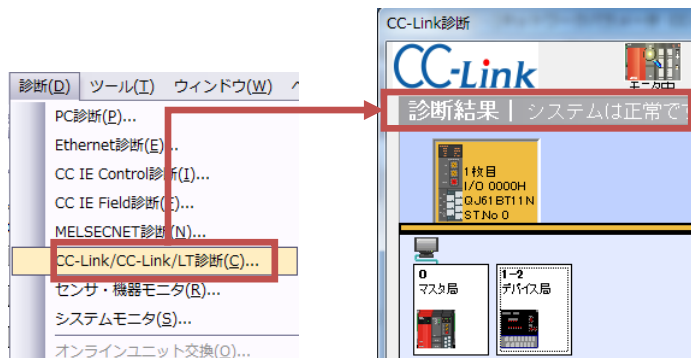 診断(D) ツール(T) ウィンドウ(W)
PC診断(P)...
Ethernet診断(E)...
CC IE Control診断(I)...
CC IE Field診断(E)...
MELSECNET診断(N)...
CC-Link/CC-Link/LT診断(C)...
センサ・機器モニタ(R)...
システムモニタ(S)...
オンラインユニット交換(O)...
CC-Link診断
CC-Link
モニタ中
診断結果 | システムは正常です
1枚目
I/O 0000H
QJ61BT11N
ST.No 0
0
マスタ局
1-2
デバイス局